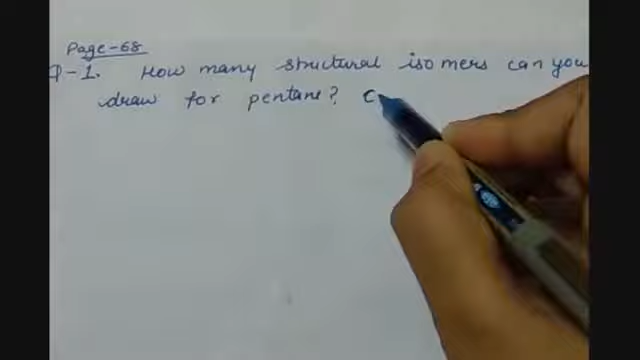 Page-68
Q-1. How many structural isomers can you
draw for pentane? C